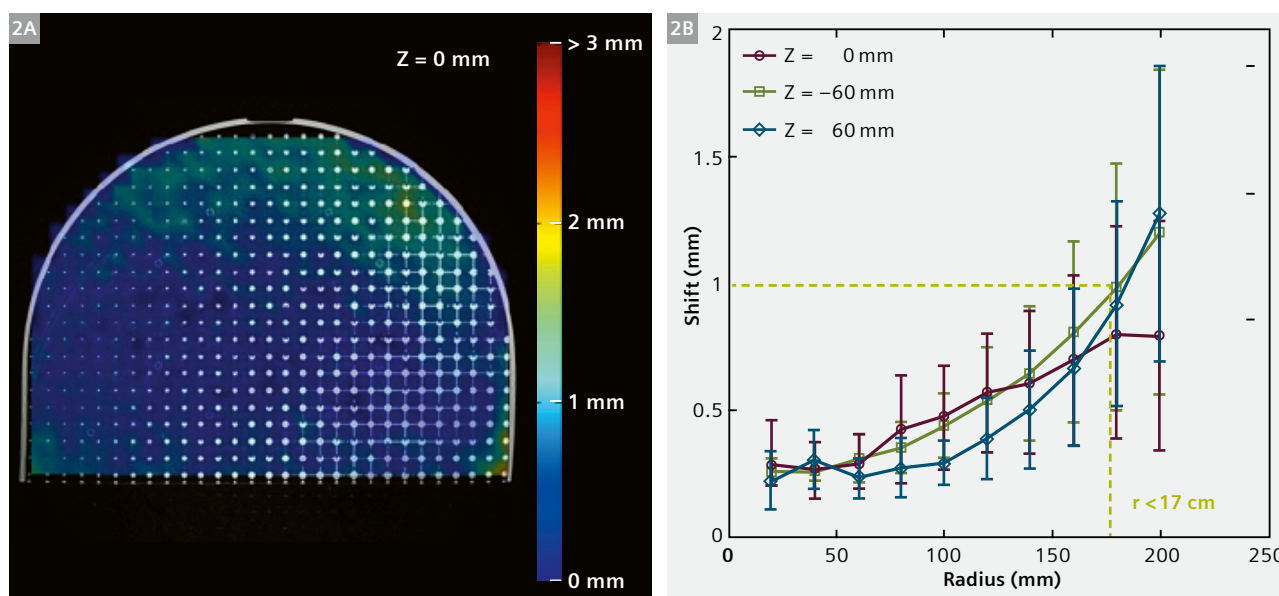 2A
Z = 0 mm
> 3 mm
2 mm
1 mm
0 mm
2B
2
1.5
1
0.5
0
Shift (mm)
Z = 0 mm
Z = −60 mm
Z = 60 mm
r < 17 cm
0 50 100 150 200 250
Radius (mm)